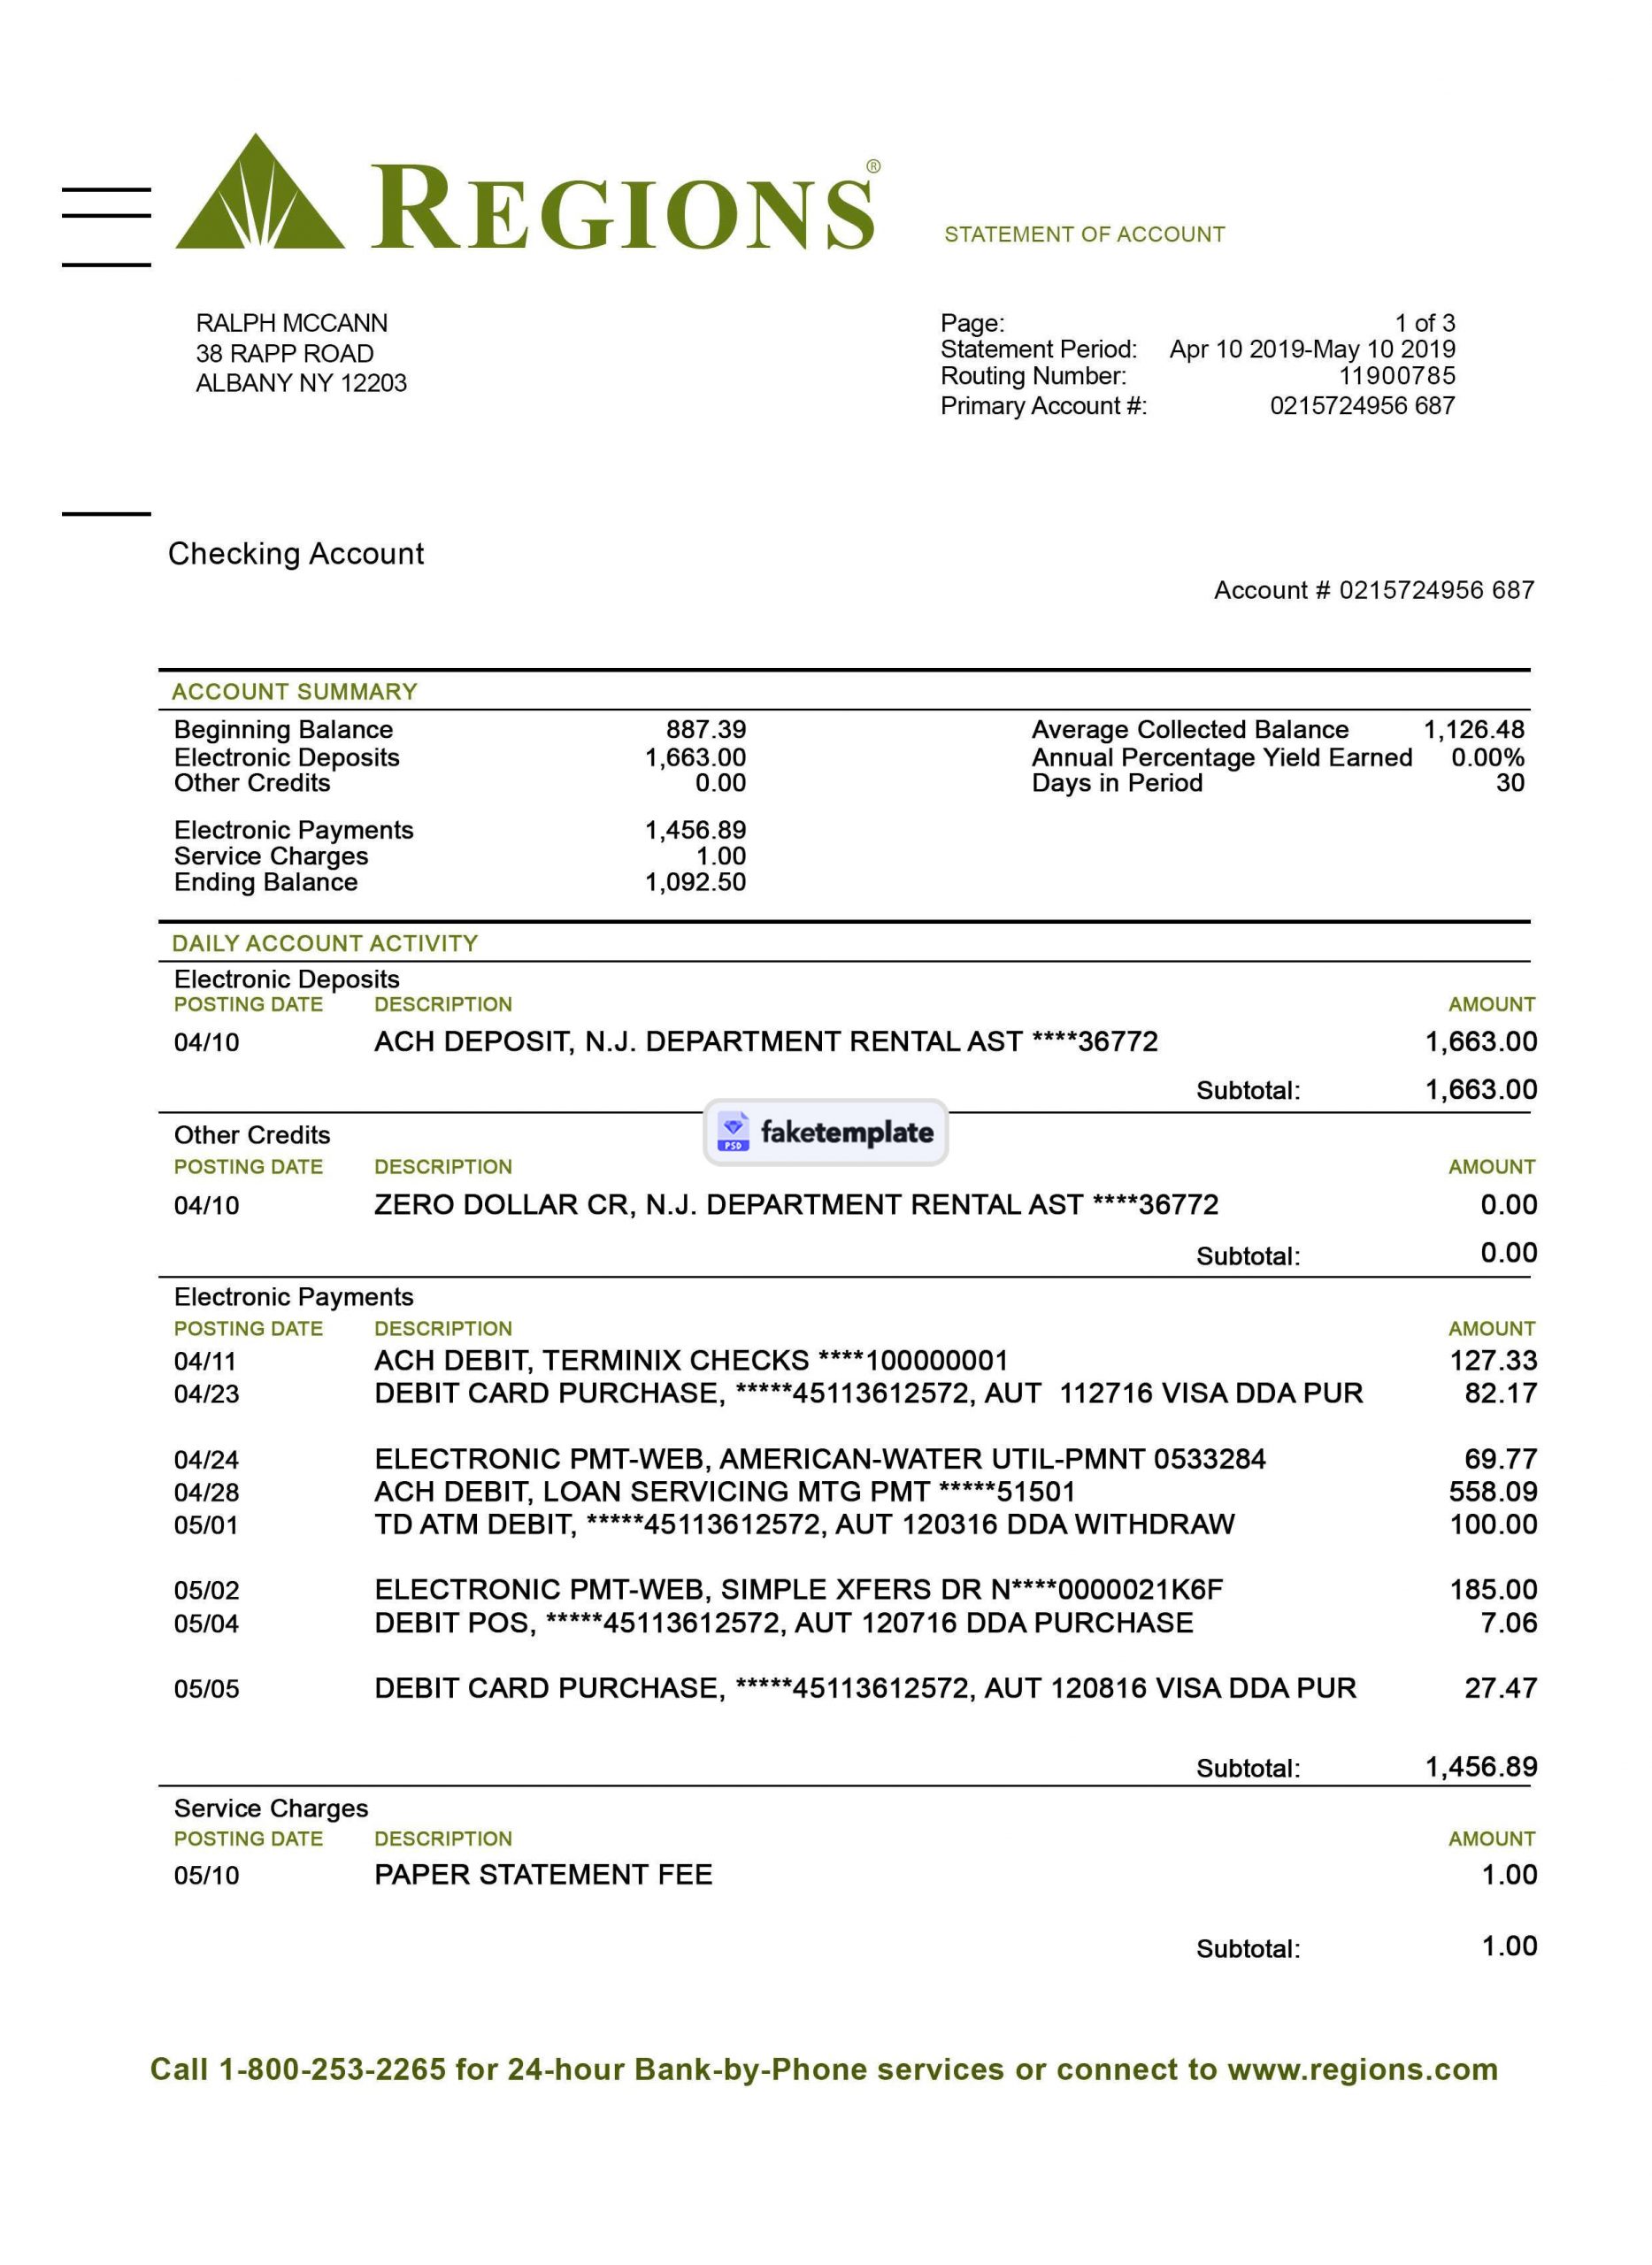 REGIONS®
STATEMENT OF ACCOUNT
RALPH MCCANN
38 RAPP ROAD
ALBANY NY 12203
Page: 1 of 3
Statement Period: Apr 10 2019-May 10 2019
Routing Number: 11900785
Primary Account #: 0215724956 687
Checking Account
Account # 0215724956 687
ACCOUNT SUMMARY
Beginning Balance 887.39 Average Collected Balance 1,126.48
Electronic Deposits 1,663.00 Annual Percentage Yield Earned 0.00%
Other Credits 0.00 Days in Period 30
Electronic Payments 1,456.89
Service Charges 1.00
Ending Balance 1,092.50
DAILY ACCOUNT ACTIVITY
Electronic Deposits
POSTING DATE DESCRIPTION AMOUNT
04/10 ACH DEPOSIT, N.J. DEPARTMENT RENTAL AST ****36772 1,663.00
Subtotal: 1,663.00
PSD faketemplate
Other Credits
POSTING DATE DESCRIPTION AMOUNT
04/10 ZERO DOLLAR CR, N.J. DEPARTMENT RENTAL AST ****36772 0.00
Subtotal: 0.00
Electronic Payments
POSTING DATE DESCRIPTION AMOUNT
04/11 ACH DEBIT, TERMINIX CHECKS ****100000001 127.33
04/23 DEBIT CARD PURCHASE, *****45113612572, AUT 112716 VISA DDA PUR 82.17
04/24 ELECTRONIC PMT-WEB, AMERICAN-WATER UTIL-PMNT 0533284 69.77
04/28 ACH DEBIT, LOAN SERVICING MTG PMT *****51501 558.09
05/01 TD ATM DEBIT, *****45113612572, AUT 120316 DDA WITHDRAW 100.00
05/02 ELECTRONIC PMT-WEB, SIMPLE XFERS DR N****0000021K6F 185.00
05/04 DEBIT POS, *****45113612572, AUT 120716 DDA PURCHASE 7.06
05/05 DEBIT CARD PURCHASE, *****45113612572, AUT 120816 VISA DDA PUR 27.47
Subtotal: 1,456.89
Service Charges
POSTING DATE DESCRIPTION AMOUNT
05/10 PAPER STATEMENT FEE 1.00
Subtotal: 1.00
Call 1-800-253-2265 for 24-hour Bank-by-Phone services or connect to www.regions.com